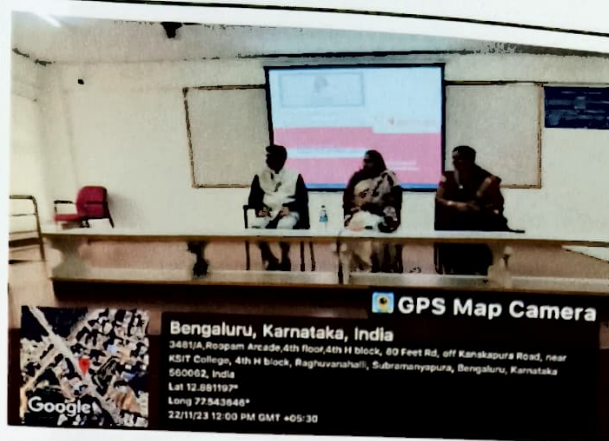 GPS Map Camera
Bengaluru, Karnataka, India
3481/A,Roopam Arcade,4th floor,4th H block, 80 Feet Rd, off Kanakapura Road, near
KSIT College, 4th H block, Raghuvanahalli, Subramanyapura, Bengaluru, Karnataka
560062, India
Lat 12.881197°
Long 77.543646°
22/11/23 12:00 PM GMT +05:30
Google